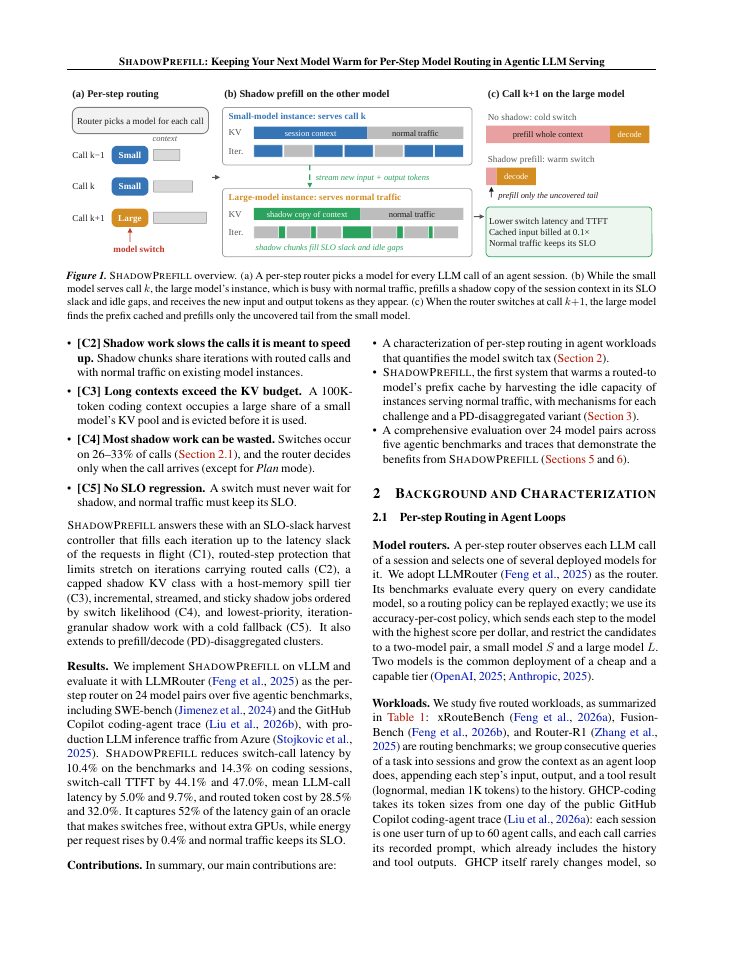 SHADOWPREFILL: Keeping Your Next Model Warm for Per-Step Model Routing in Agentic LLM Serving
(a) Per-step routing
Router picks a model for each call
context
Call k−1
Small
Call k
Small
Call k+1
Large
model switch
(b) Shadow prefill on the other model
Small-model instance: serves call k
KV
session context
normal traffic
Iter.
stream new input + output tokens
Large-model instance: serves normal traffic
KV
shadow copy of context
normal traffic
Iter.
shadow chunks fill SLO slack and idle gaps
(c) Call k+1 on the large model
No shadow: cold switch
prefill whole context
decode
Shadow prefill: warm switch
decode
prefill only the uncovered tail
Lower switch latency and TTFT
Cached input billed at 0.1×
Normal traffic keeps its SLO
Figure 1. SHADOWPREFILL overview. (a) A per-step router picks a model for every LLM call of an agent session. (b) While the small
model serves call k, the large model's instance, which is busy with normal traffic, prefills a shadow copy of the session context in its SLO
slack and idle gaps, and receives the new input and output tokens as they appear. (c) When the router switches at call k+1, the large model
finds the prefix cached and prefills only the uncovered tail from the small model.
• [C2] Shadow work slows the calls it is meant to speed
up. Shadow chunks share iterations with routed calls and
with normal traffic on existing model instances.
• [C3] Long contexts exceed the KV budget. A 100K-
token coding context occupies a large share of a small
model's KV pool and is evicted before it is used.
• [C4] Most shadow work can be wasted. Switches occur
on 26–33% of calls (Section 2.1), and the router decides
only when the call arrives (except for Plan mode).
• [C5] No SLO regression. A switch must never wait for
shadow, and normal traffic must keep its SLO.
SHADOWPREFILL answers these with an SLO-slack harvest
controller that fills each iteration up to the latency slack
of the requests in flight (C1), routed-step protection that
limits stretch on iterations carrying routed calls (C2), a
capped shadow KV class with a host-memory spill tier
(C3), incremental, streamed, and sticky shadow jobs ordered
by switch likelihood (C4), and lowest-priority, iteration-
granular shadow work with a cold fallback (C5). It also
extends to prefill/decode (PD)-disaggregated clusters.
Results. We implement SHADOWPREFILL on vLLM and
evaluate it with LLMRouter (Feng et al., 2025) as the per-
step router on 24 model pairs over five agentic benchmarks,
including SWE-bench (Jimenez et al., 2024) and the GitHub
Copilot coding-agent trace (Liu et al., 2026b), with pro-
duction LLM inference traffic from Azure (Stojkovic et al.,
2025). SHADOWPREFILL reduces switch-call latency by
10.4% on the benchmarks and 14.3% on coding sessions,
switch-call TTFT by 44.1% and 47.0%, mean LLM-call
latency by 5.0% and 9.7%, and routed token cost by 28.5%
and 32.0%. It captures 52% of the latency gain of an oracle
that makes switches free, without extra GPUs, while energy
per request rises by 0.4% and normal traffic keeps its SLO.
Contributions. In summary, our main contributions are:
• A characterization of per-step routing in agent workloads
that quantifies the model switch tax (Section 2).
• SHADOWPREFILL, the first system that warms a routed-to
model's prefix cache by harvesting the idle capacity of
instances serving normal traffic, with mechanisms for each
challenge and a PD-disaggregated variant (Section 3).
• A comprehensive evaluation over 24 model pairs across
five agentic benchmarks and traces that demonstrate the
benefits from SHADOWPREFILL (Sections 5 and 6).
2 BACKGROUND AND CHARACTERIZATION
2.1 Per-step Routing in Agent Loops
Model routers. A per-step router observes each LLM call
of a session and selects one of several deployed models for
it. We adopt LLMRouter (Feng et al., 2025) as the router.
Its benchmarks evaluate every query on every candidate
model, so a routing policy can be replayed exactly; we use its
accuracy-per-cost policy, which sends each step to the model
with the highest score per dollar, and restrict the candidates
to a two-model pair, a small model S and a large model L.
Two models is the common deployment of a cheap and a
capable tier (OpenAI, 2025; Anthropic, 2025).
Workloads. We study five routed workloads, as summarized
in Table 1: xRouteBench (Feng et al., 2026a), Fusion-
Bench (Feng et al., 2026b), and Router-R1 (Zhang et al.,
2025) are routing benchmarks; we group consecutive queries
of a task into sessions and grow the context as an agent loop
does, appending each step's input, output, and a tool result
(lognormal, median 1K tokens) to the history. GHCP-coding
takes its token sizes from one day of the public GitHub
Copilot coding-agent trace (Liu et al., 2026a): each session
is one user turn of up to 60 agent calls, and each call carries
its recorded prompt, which already includes the history
and tool outputs. GHCP itself rarely changes model, so